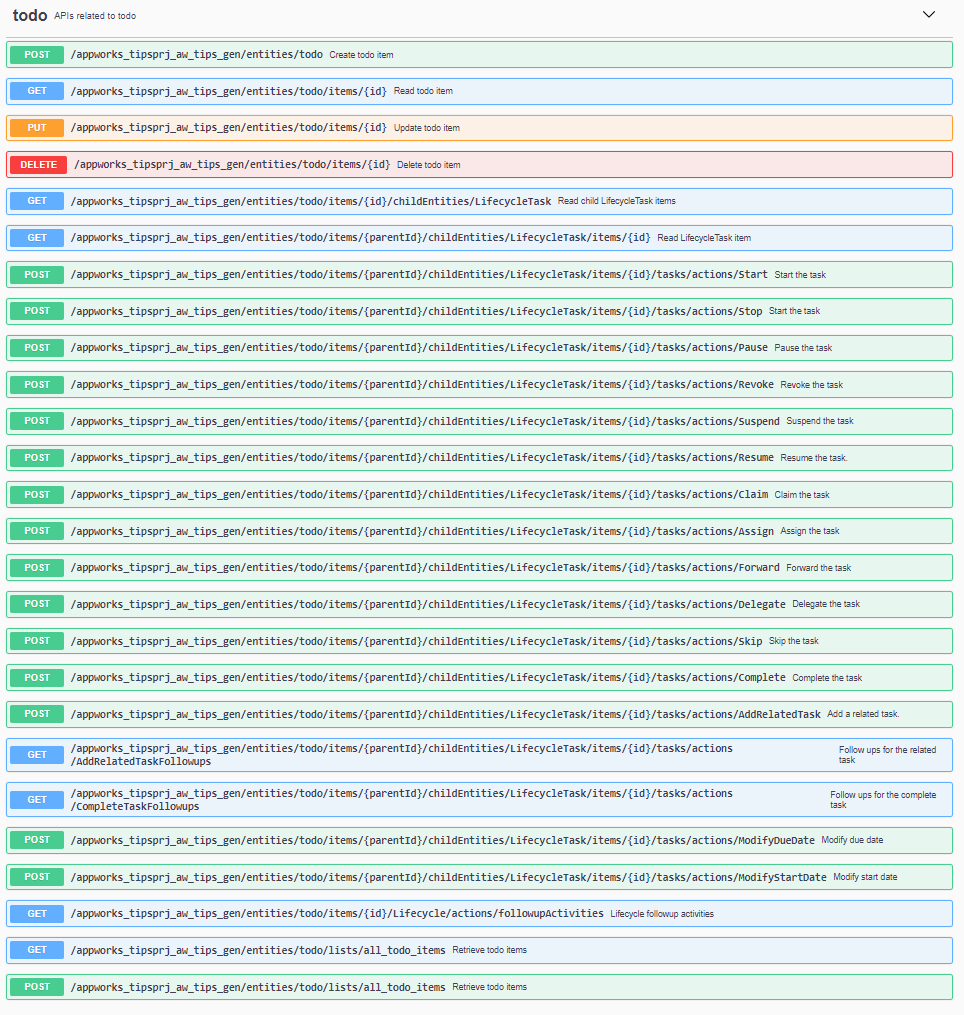 todo APIs related to todo
POST /appworks_tipsprj_aw_tips_gen/entities/todo Create todo item
GET /appworks_tipsprj_aw_tips_gen/entities/todo/items/{id} Read todo item
PUT /appworks_tipsprj_aw_tips_gen/entities/todo/items/{id} Update todo item
DELETE /appworks_tipsprj_aw_tips_gen/entities/todo/items/{id} Delete todo item
GET /appworks_tipsprj_aw_tips_gen/entities/todo/items/{id}/childEntities/LifecycleTask Read child LifecycleTask items
GET /appworks_tipsprj_aw_tips_gen/entities/todo/items/{parentId}/childEntities/LifecycleTask/items/{id} Read LifecycleTask item
POST /appworks_tipsprj_aw_tips_gen/entities/todo/items/{parentId}/childEntities/LifecycleTask/items/{id}/tasks/actions/Start Start the task
POST /appworks_tipsprj_aw_tips_gen/entities/todo/items/{parentId}/childEntities/LifecycleTask/items/{id}/tasks/actions/Stop Start the task
POST /appworks_tipsprj_aw_tips_gen/entities/todo/items/{parentId}/childEntities/LifecycleTask/items/{id}/tasks/actions/Pause Pause the task
POST /appworks_tipsprj_aw_tips_gen/entities/todo/items/{parentId}/childEntities/LifecycleTask/items/{id}/tasks/actions/Revoke Revoke the task
POST /appworks_tipsprj_aw_tips_gen/entities/todo/items/{parentId}/childEntities/LifecycleTask/items/{id}/tasks/actions/Suspend Suspend the task
POST /appworks_tipsprj_aw_tips_gen/entities/todo/items/{parentId}/childEntities/LifecycleTask/items/{id}/tasks/actions/Resume Resume the task.
POST /appworks_tipsprj_aw_tips_gen/entities/todo/items/{parentId}/childEntities/LifecycleTask/items/{id}/tasks/actions/Claim Claim the task
POST /appworks_tipsprj_aw_tips_gen/entities/todo/items/{parentId}/childEntities/LifecycleTask/items/{id}/tasks/actions/Assign Assign the task
POST /appworks_tipsprj_aw_tips_gen/entities/todo/items/{parentId}/childEntities/LifecycleTask/items/{id}/tasks/actions/Forward Forward the task
POST /appworks_tipsprj_aw_tips_gen/entities/todo/items/{parentId}/childEntities/LifecycleTask/items/{id}/tasks/actions/Delegate Delegate the task
POST /appworks_tipsprj_aw_tips_gen/entities/todo/items/{parentId}/childEntities/LifecycleTask/items/{id}/tasks/actions/Skip Skip the task
POST /appworks_tipsprj_aw_tips_gen/entities/todo/items/{parentId}/childEntities/LifecycleTask/items/{id}/tasks/actions/Complete Complete the task
POST /appworks_tipsprj_aw_tips_gen/entities/todo/items/{parentId}/childEntities/LifecycleTask/items/{id}/tasks/actions/AddRelatedTask Add a related task.
GET /appworks_tipsprj_aw_tips_gen/entities/todo/items/{parentId}/childEntities/LifecycleTask/items/{id}/tasks/actions
/AddRelatedTaskFollowups
Follow ups for the related
task
GET /appworks_tipsprj_aw_tips_gen/entities/todo/items/{parentId}/childEntities/LifecycleTask/items/{id}/tasks/actions
/CompleteTaskFollowups
Follow ups for the complete
task
POST /appworks_tipsprj_aw_tips_gen/entities/todo/items/{parentId}/childEntities/LifecycleTask/items/{id}/tasks/actions/ModifyDueDate Modify due date
POST /appworks_tipsprj_aw_tips_gen/entities/todo/items/{parentId}/childEntities/LifecycleTask/items/{id}/tasks/actions/ModifyStartDate Modify start date
GET /appworks_tipsprj_aw_tips_gen/entities/todo/items/{id}/Lifecycle/actions/followupActivities Lifecycle followup activities
GET /appworks_tipsprj_aw_tips_gen/entities/todo/lists/all_todo_items Retrieve todo items
POST /appworks_tipsprj_aw_tips_gen/entities/todo/lists/all_todo_items Retrieve todo items